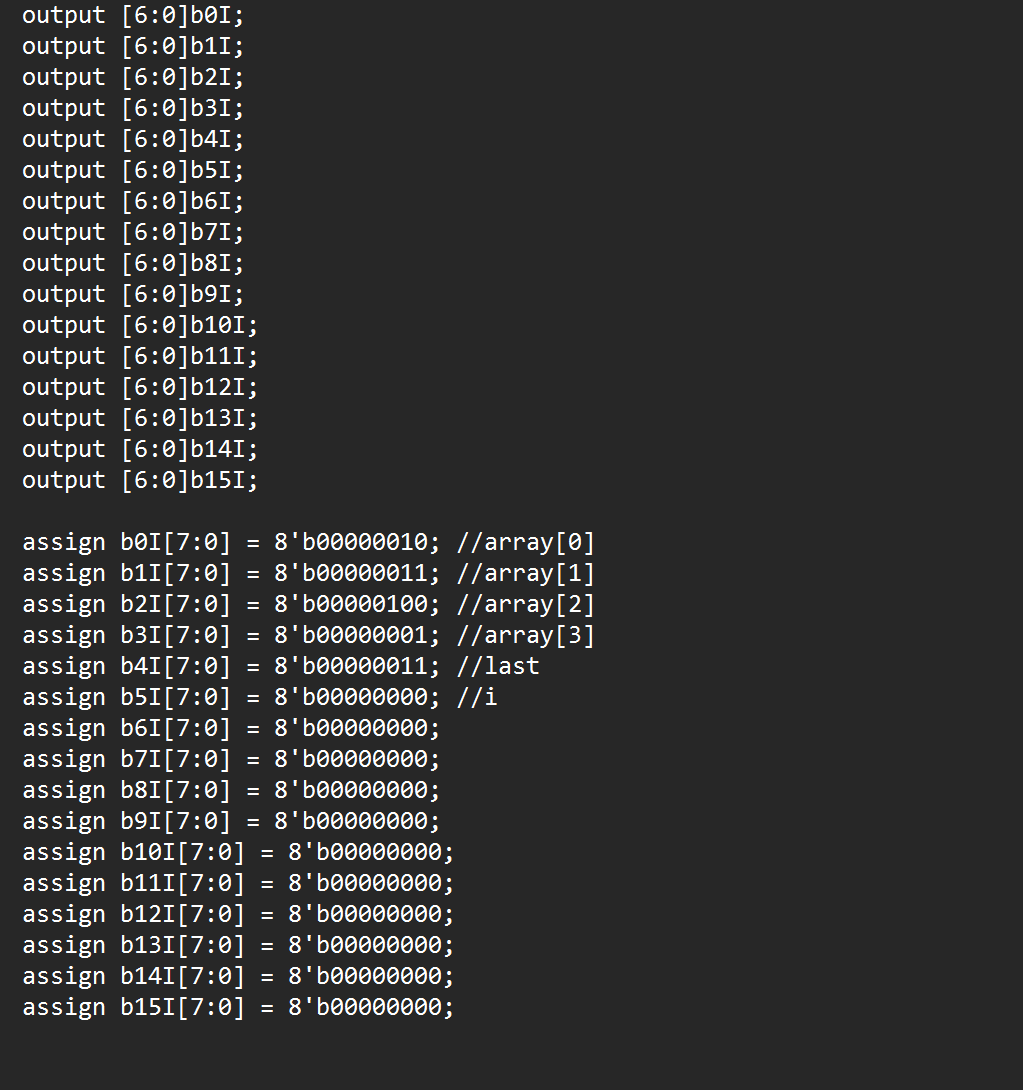 output [6:0]b0I;
output [6:0]b1I;
output [6:0]b2I;
output [6:0]b3I;
output [6:0]b4I;
output [6:0]b5I;
output [6:0]b6I;
output [6:0]b7I;
output [6:0]b8I;
output [6:0]b9I;
output [6:0]b10I;
output [6:0]b11I;
output [6:0]b12I;
output [6:0]b13I;
output [6:0]b14I;
output [6:0]b15I;

assign b0I[7:0] = 8'b00000010; //array[0]
assign b1I[7:0] = 8'b00000011; //array[1]
assign b2I[7:0] = 8'b00000100; //array[2]
assign b3I[7:0] = 8'b00000001; //array[3]
assign b4I[7:0] = 8'b00000011; //last
assign b5I[7:0] = 8'b00000000; //i
assign b6I[7:0] = 8'b00000000;
assign b7I[7:0] = 8'b00000000;
assign b8I[7:0] = 8'b00000000;
assign b9I[7:0] = 8'b00000000;
assign b10I[7:0] = 8'b00000000;
assign b11I[7:0] = 8'b00000000;
assign b12I[7:0] = 8'b00000000;
assign b13I[7:0] = 8'b00000000;
assign b14I[7:0] = 8'b00000000;
assign b15I[7:0] = 8'b00000000;